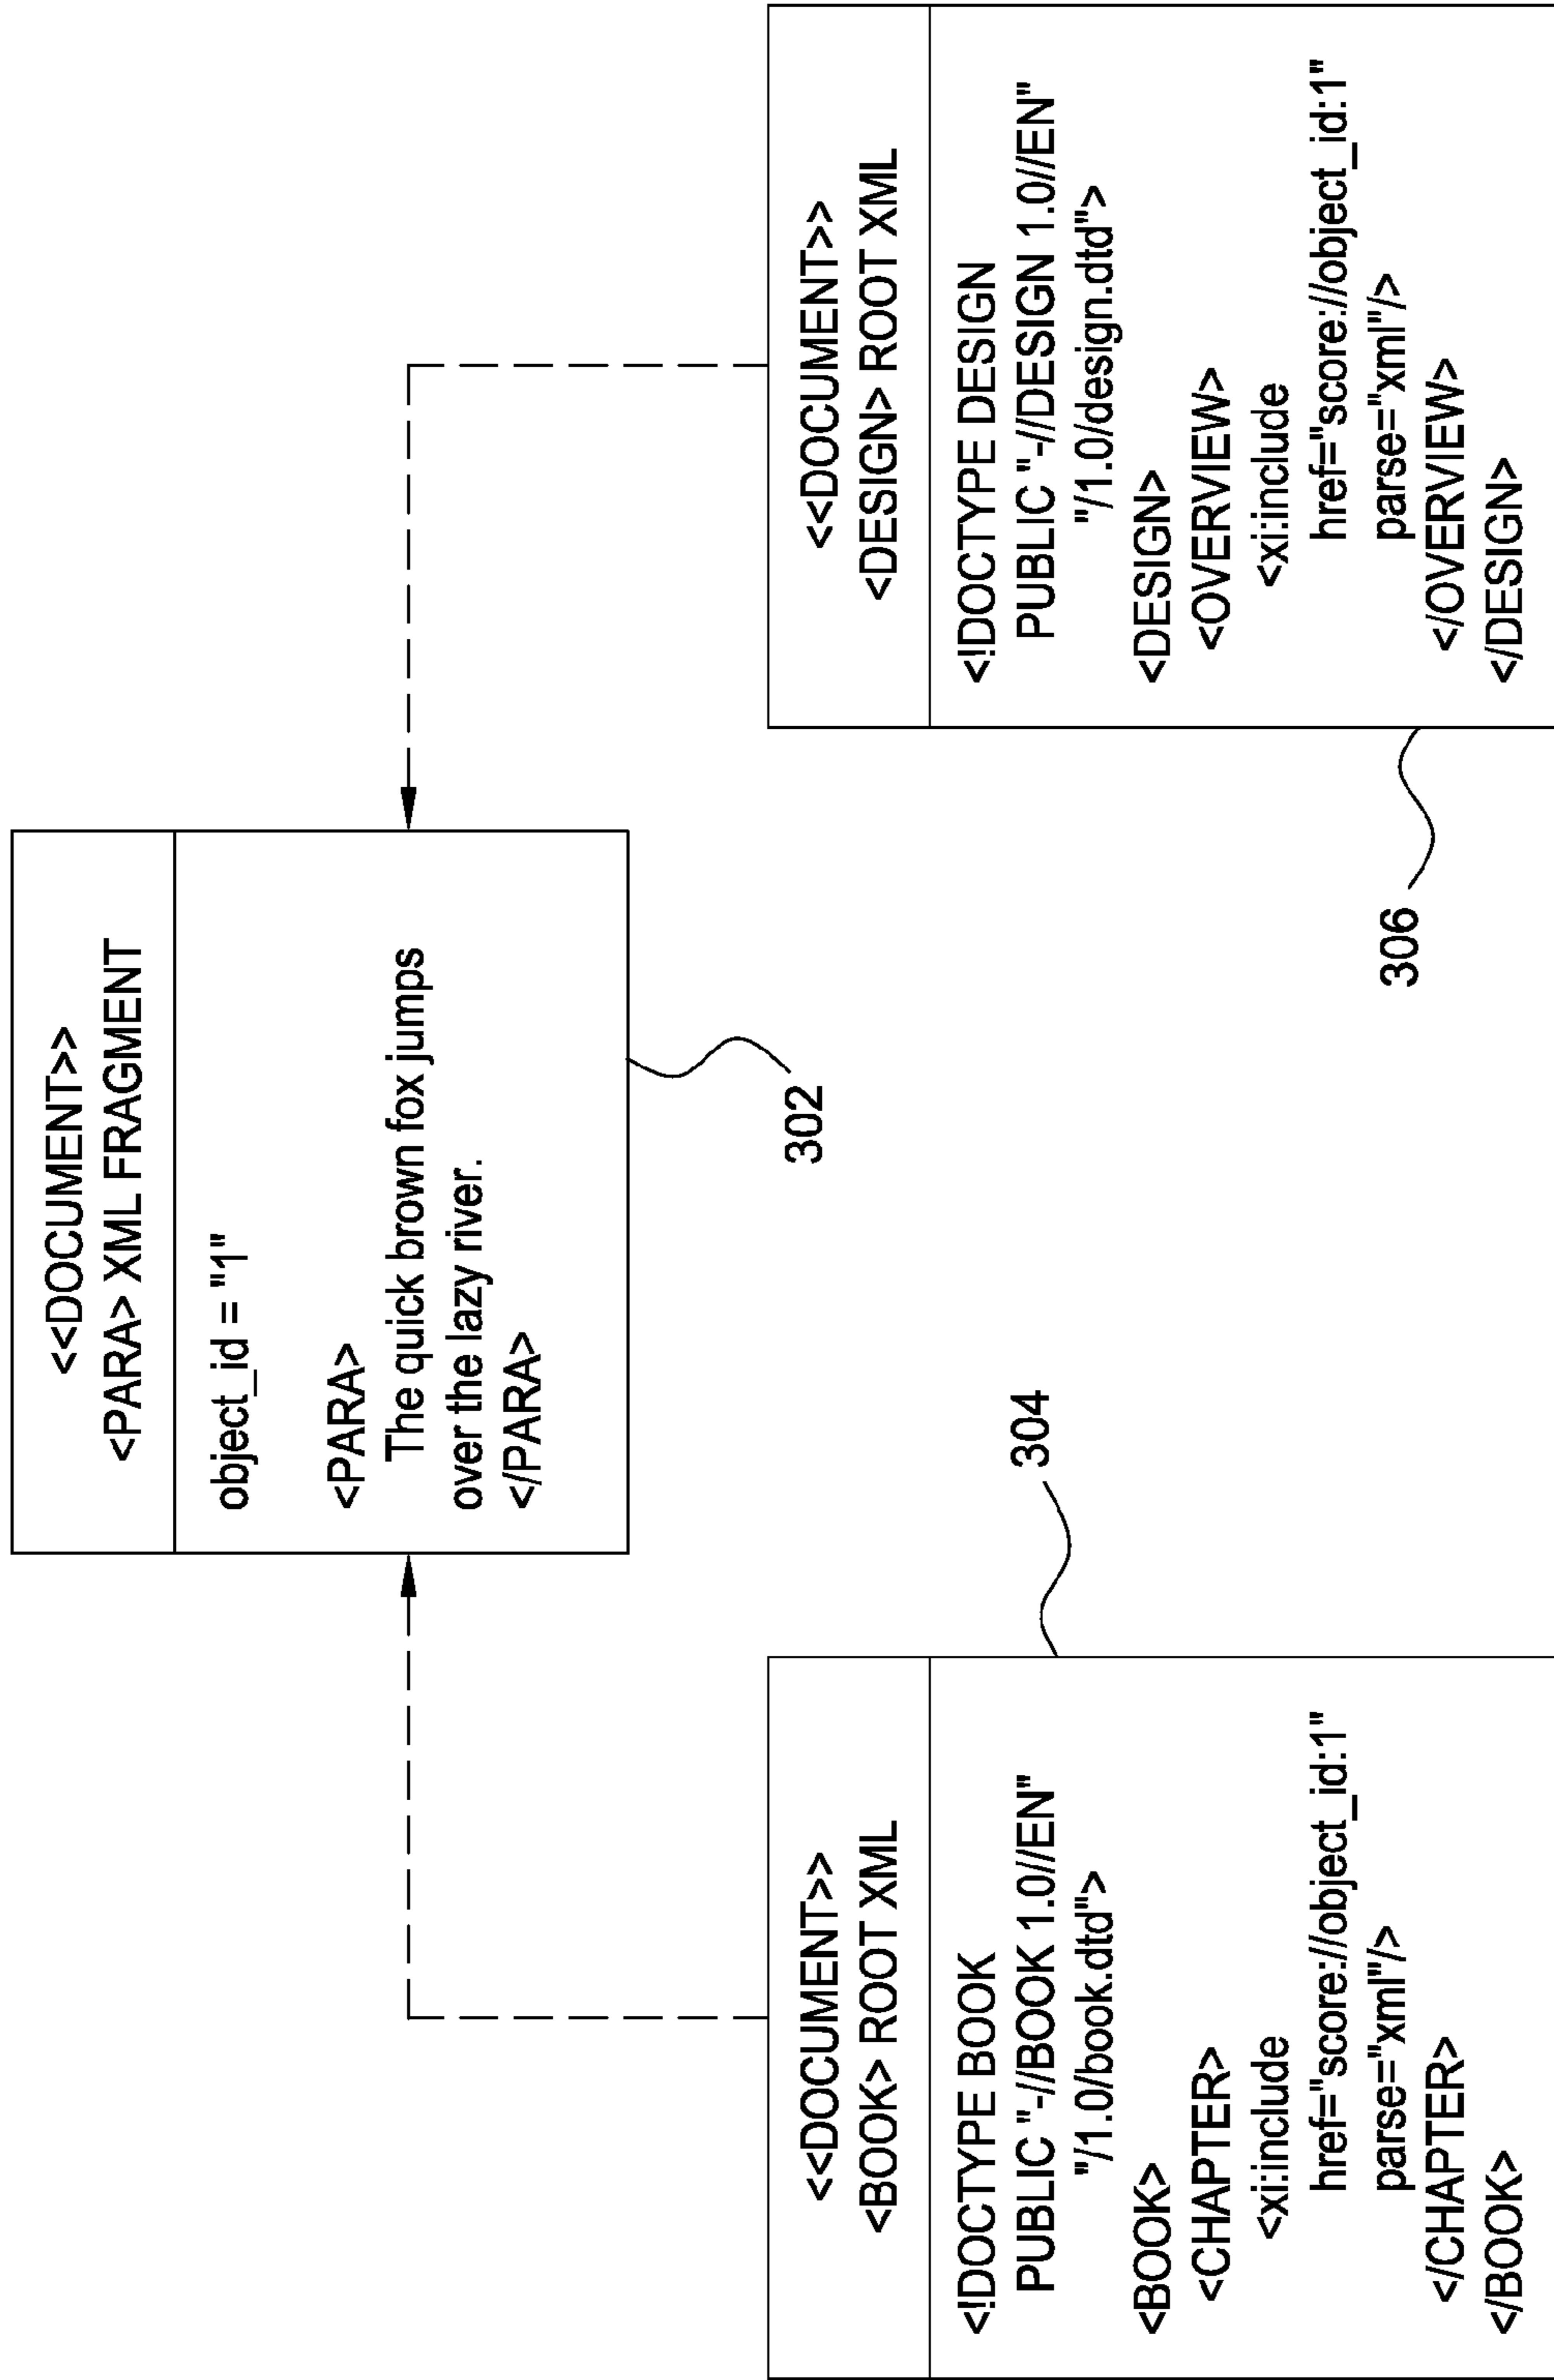 <<DOCUMENT>>
<PARA> XML FRAGMENT
object_id = "1"
<PARA>
The quick brown fox jumps
over the lazy river.
</PARA>
302
304
<<DOCUMENT>>
<BOOK> ROOT XML
<!DOCTYPE BOOK
PUBLIC "-//BOOK 1.0//EN"
"/1.0/book.dtd">
<BOOK>
<CHAPTER>
<xi:include
href="score://object_id:1"
parse="xml"/>
</CHAPTER>
</BOOK>
306
<<DOCUMENT>>
<DESIGN> ROOT XML
<!DOCTYPE DESIGN
PUBLIC "-//DESIGN 1.0//EN"
"/1.0/design.dtd">
<DESIGN>
<OVERVIEW>
<xi:include
href="score://object_id:1"
parse="xml"/>
</OVERVIEW>
</DESIGN>